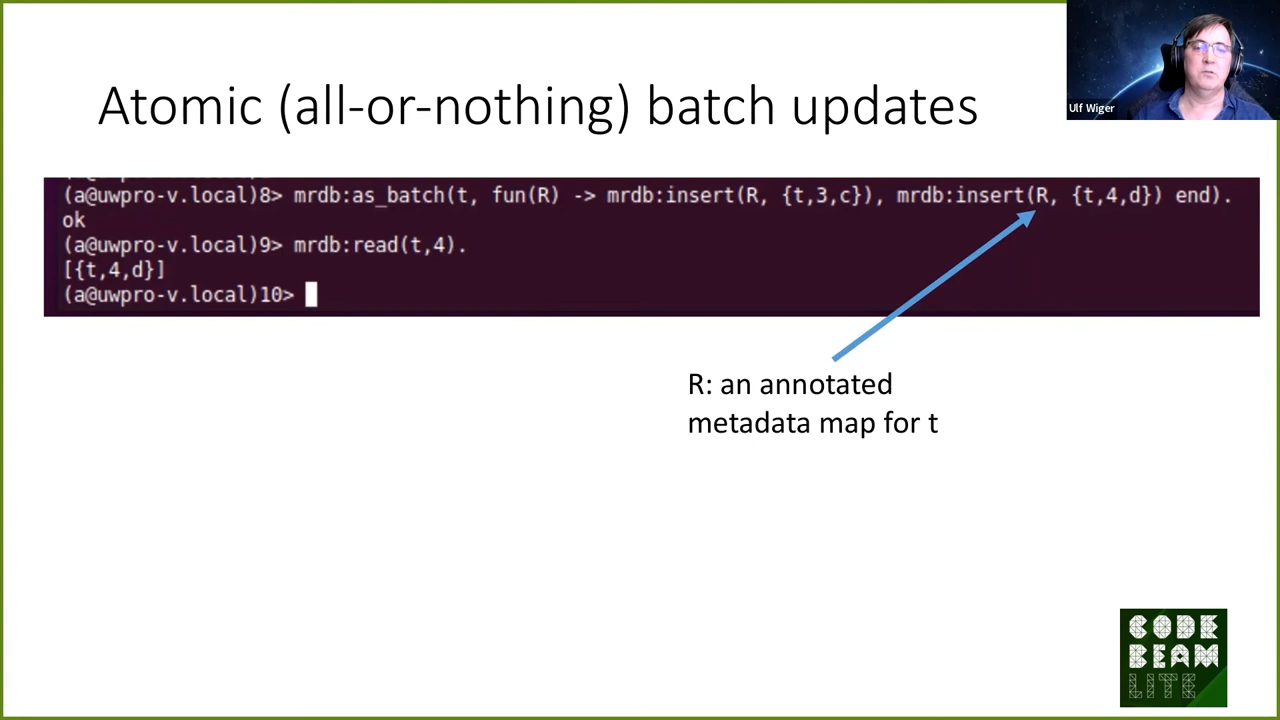 Ulf Wiger
Atomic (all-or-nothing) batch updates
(a@uwpro-v.local)8> mrdb:as_batch(t, fun(R) -> mrdb:insert(R, {t,3,c}), mrdb:insert(R, {t,4,d}) end).
ok
(a@uwpro-v.local)9> mrdb:read(t,4).
[{t,4,d}]
(a@uwpro-v.local)10>
R: an annotated
metadata map for t
CODE
BEAM
LITE